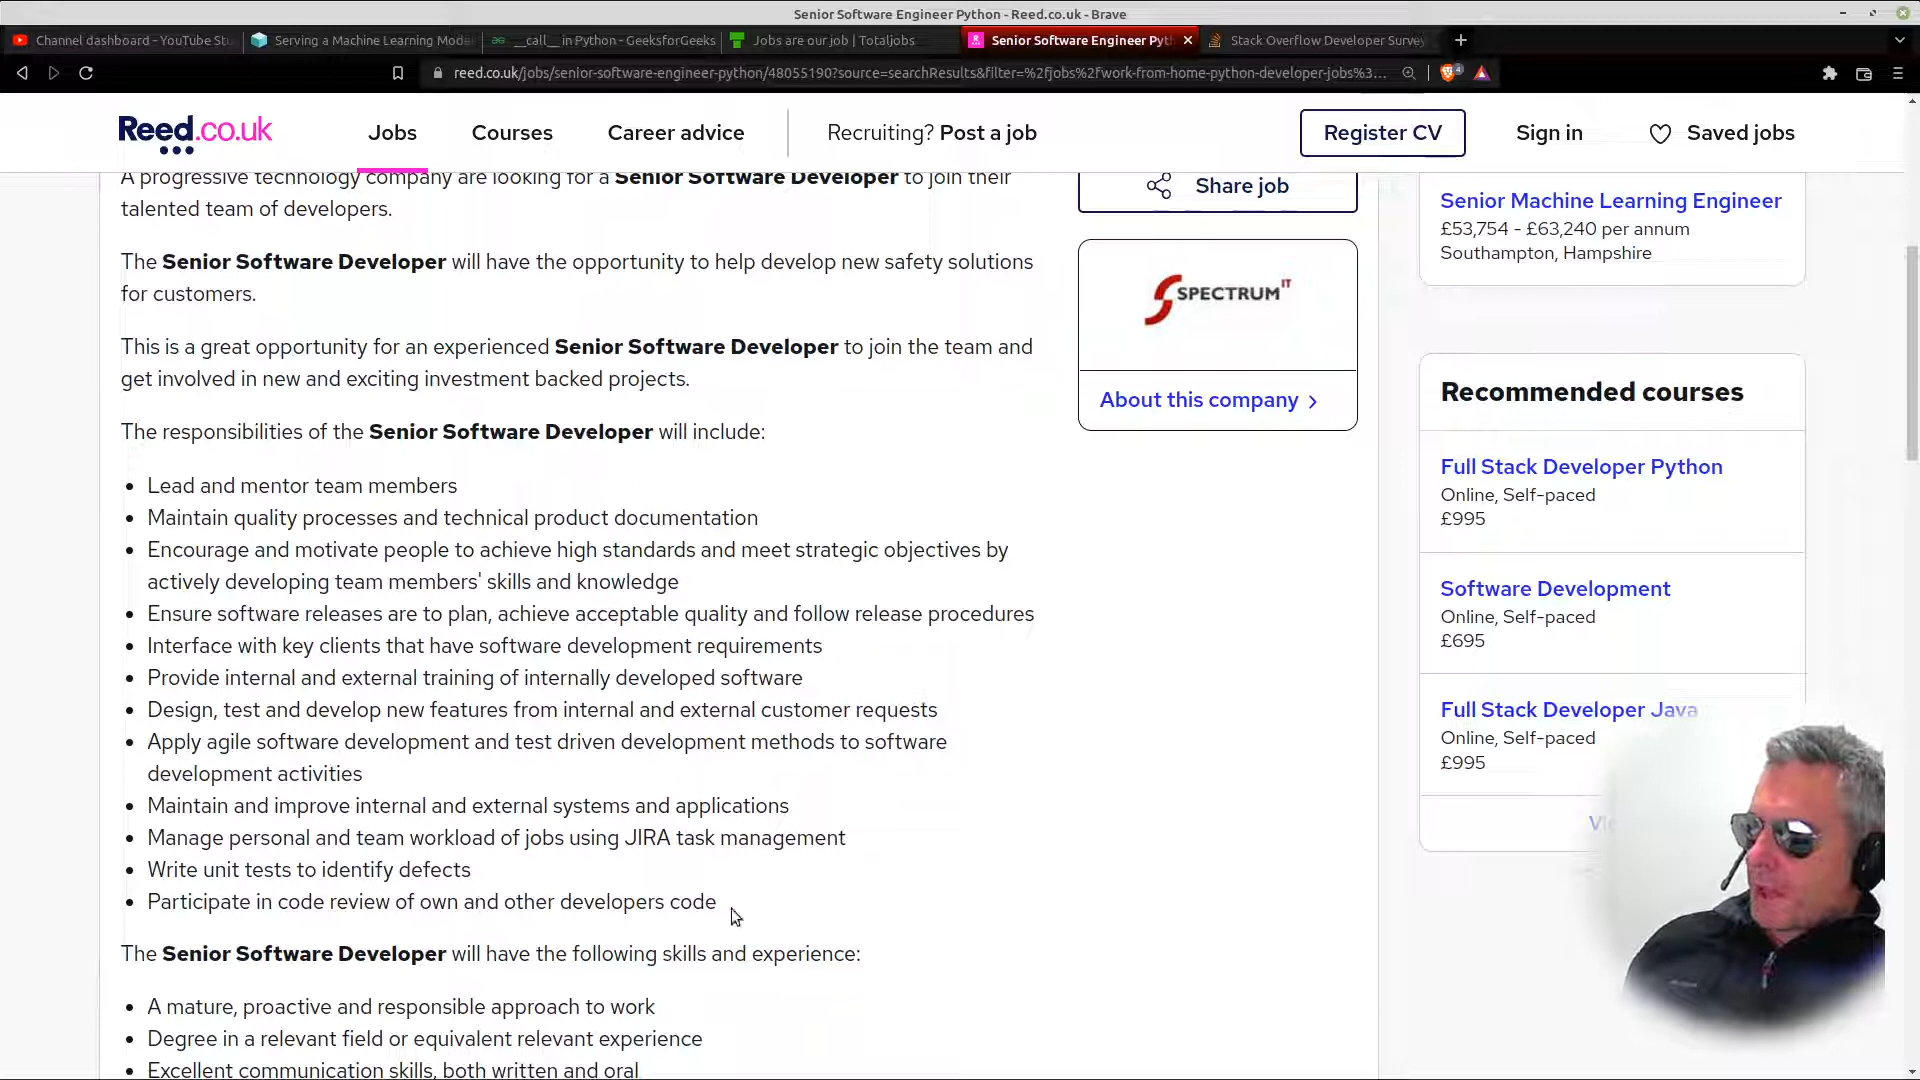 Senior Software Engineer Python - Reed.co.uk - Brave
Channel dashboard - YouTube Stu
Serving a Machine Learning Mode
__call__ in Python - GeeksforGeeks
Jobs are our job | Totaljobs
Senior Software Engineer Pyt
Stack Overflow Developer Survey
reed.co.uk/jobs/senior-software-engineer-python/48055190?source=searchResults&filter=%2fjobs%2fwork-from-home-python-developer-jobs%3...
4
Reed.co.uk
Jobs
Courses
Career advice
Recruiting? Post a job
Register CV
Sign in
Saved jobs
A progressive technology company are looking for a Senior Software Developer to join their
talented team of developers.
The Senior Software Developer will have the opportunity to help develop new safety solutions
for customers.
This is a great opportunity for an experienced Senior Software Developer to join the team and
get involved in new and exciting investment backed projects.
The responsibilities of the Senior Software Developer will include:
• Lead and mentor team members
• Maintain quality processes and technical product documentation
• Encourage and motivate people to achieve high standards and meet strategic objectives by
actively developing team members' skills and knowledge
• Ensure software releases are to plan, achieve acceptable quality and follow release procedures
• Interface with key clients that have software development requirements
• Provide internal and external training of internally developed software
• Design, test and develop new features from internal and external customer requests
• Apply agile software development and test driven development methods to software
development activities
• Maintain and improve internal and external systems and applications
• Manage personal and team workload of jobs using JIRA task management
• Write unit tests to identify defects
• Participate in code review of own and other developers code
The Senior Software Developer will have the following skills and experience:
• A mature, proactive and responsible approach to work
• Degree in a relevant field or equivalent relevant experience
• Excellent communication skills, both written and oral
Share job
SPECTRUM IT
About this company
Senior Machine Learning Engineer
£53,754 - £63,240 per annum
Southampton, Hampshire
Recommended courses
Full Stack Developer Python
Online, Self-paced
£995
Software Development
Online, Self-paced
£695
Full Stack Developer Java
Online, Self-paced
£995